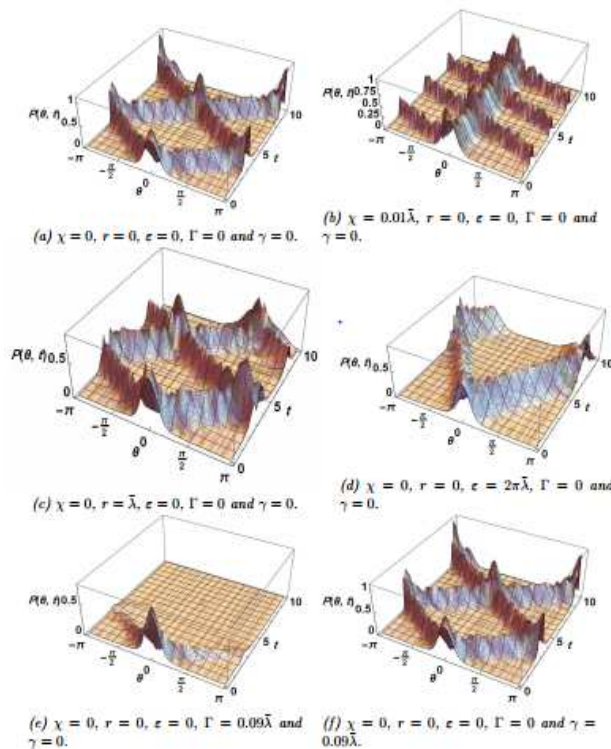 1
P(θ, t)
0.5
0
-π
-π/2
θ
0
π/2
π
0
5
t
10
(a) χ = 0, r = 0, ε = 0, Γ = 0 and γ = 0.
1
0.75
P(θ, t)
0.5
0.25
0
-π
-π/2
θ
0
π/2
π
0
5
t
10
(b) χ = 0.01λ̄, r = 0, ε = 0, Γ = 0 and
γ = 0.
P(θ, t)
0.5
0
-π
-π/2
θ
0
π/2
π
0
5
t
10
(c) χ = 0, r = λ̄, ε = 0, Γ = 0 and γ = 0.
P(θ, t)
0.5
0
-π
-π/2
θ
0
π/2
π
0
5
t
10
(d) χ = 0, r = 0, ε = 2πλ̄, Γ = 0 and
γ = 0.
P(θ, t)
0.5
0
-π
-π/2
θ
0
π/2
π
0
5
t
10
(e) χ = 0, r = 0, ε = 0, Γ = 0.09λ̄ and
γ = 0.
1
P(θ, t)
0.5
0
-π
-π/2
θ
0
π/2
π
0
5
t
10
(f) χ = 0, r = 0, ε = 0, Γ = 0 and γ =
0.09λ̄.